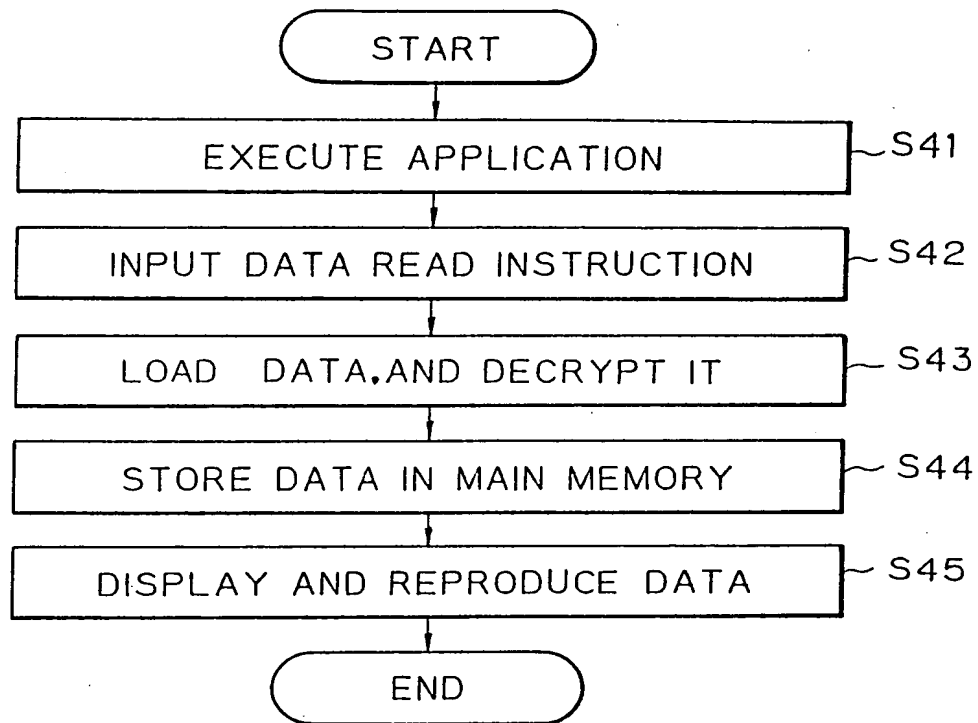 START
EXECUTE APPLICATION S41
INPUT DATA READ INSTRUCTION S42
LOAD DATA, AND DECRYPT IT S43
STORE DATA IN MAIN MEMORY S44
DISPLAY AND REPRODUCE DATA S45
END